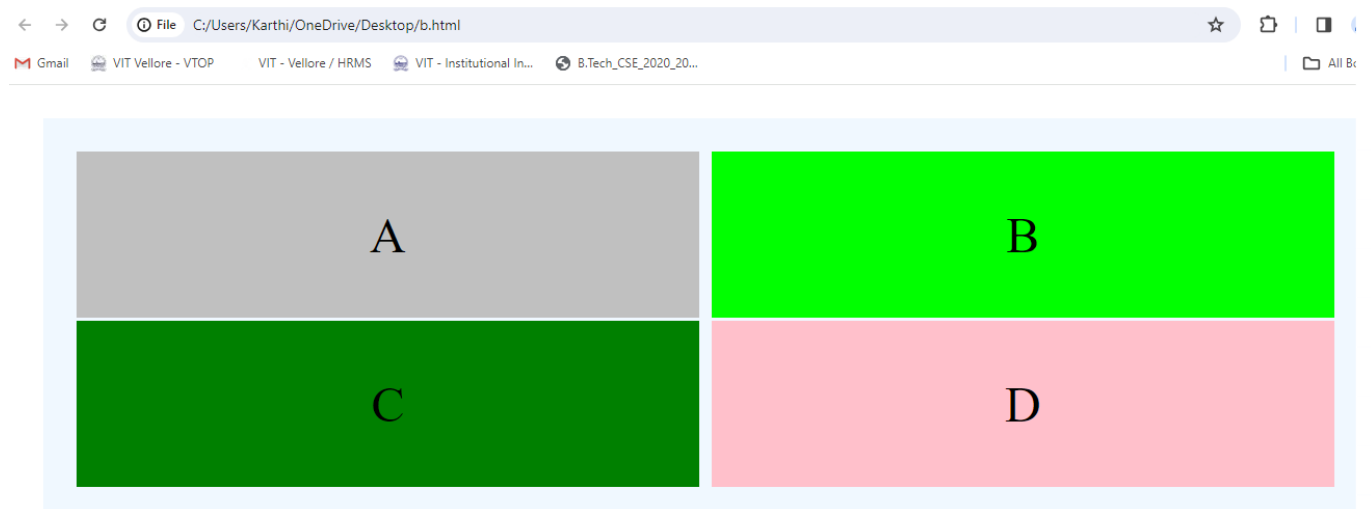 File C:/Users/Karthi/OneDrive/Desktop/b.html
Gmail VIT Vellore - VTOP VIT - Vellore / HRMS VIT - Institutional In... B.Tech_CSE_2020_20... All Bo
A B
C D